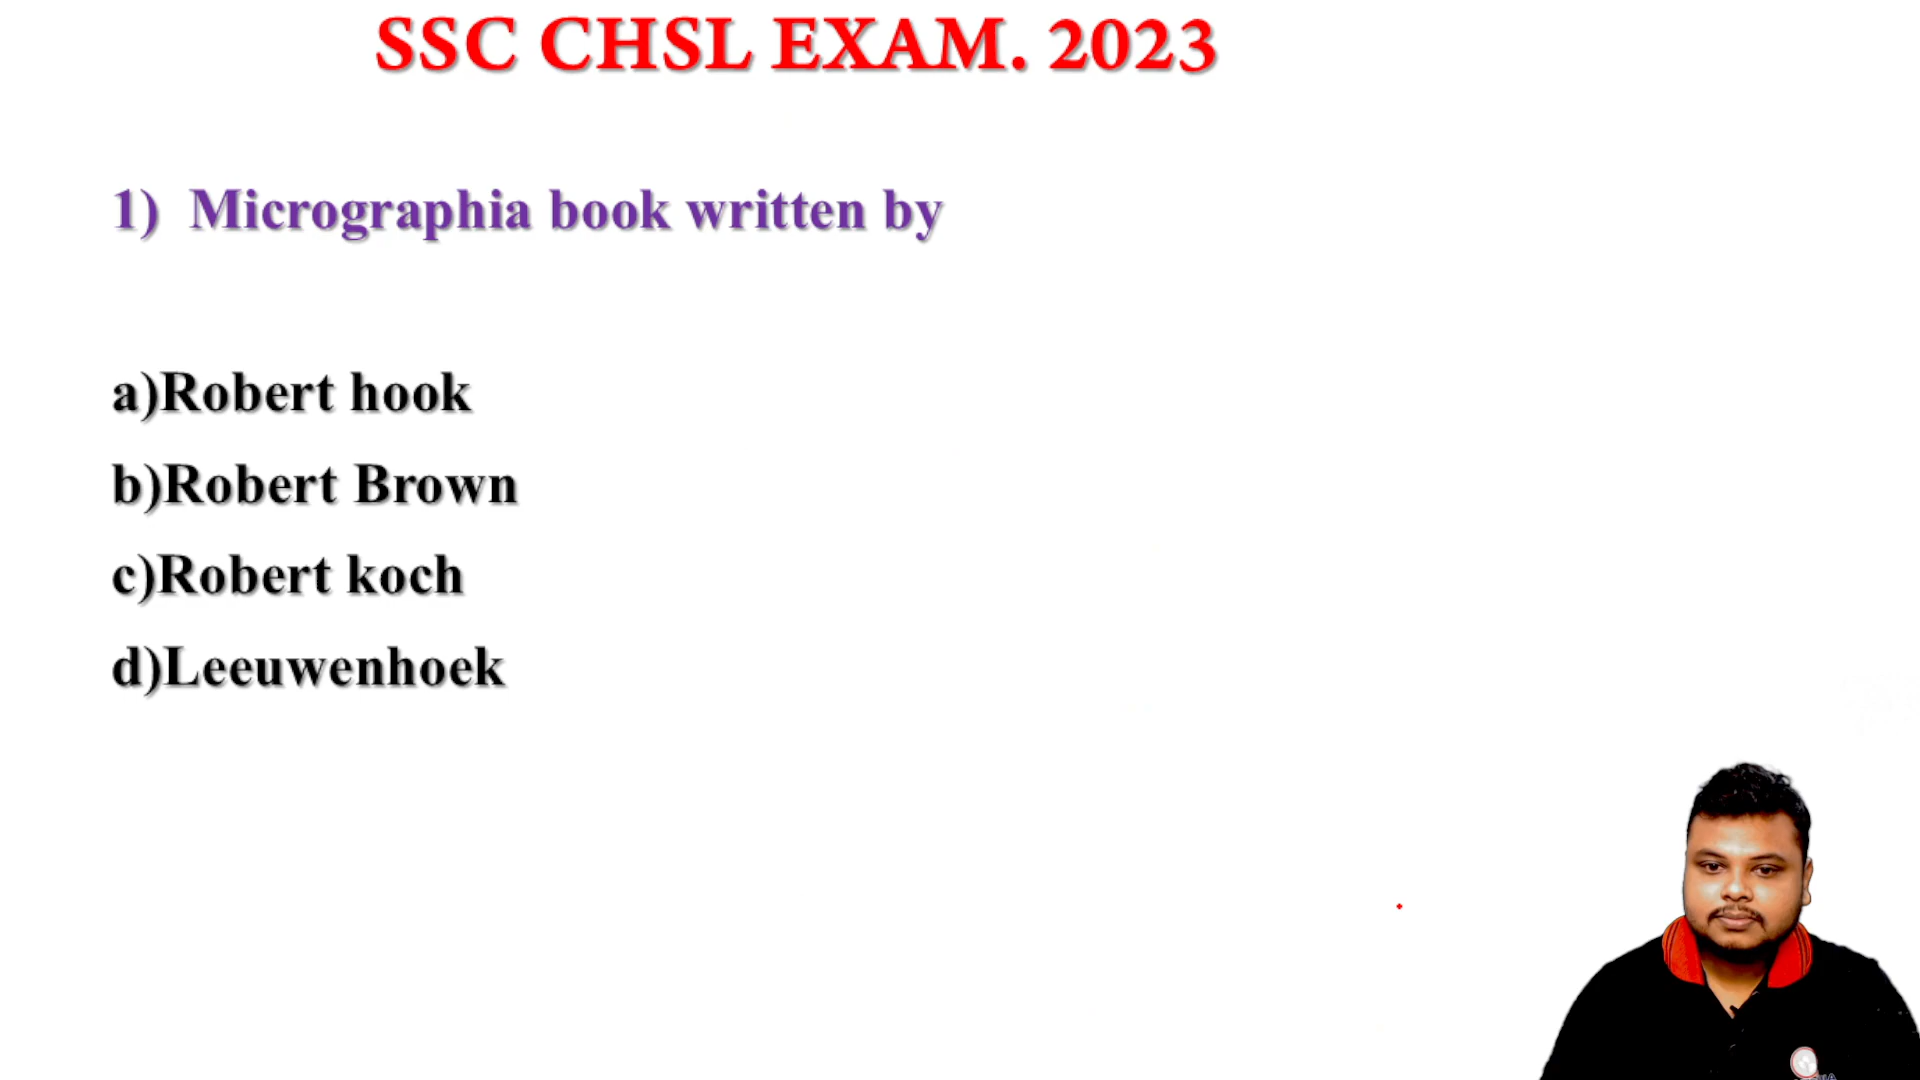 SSC CHSL EXAM. 2023
1) Micrographia book written by
a)Robert hook
b)Robert Brown
c)Robert koch
d)Leeuwenhoek